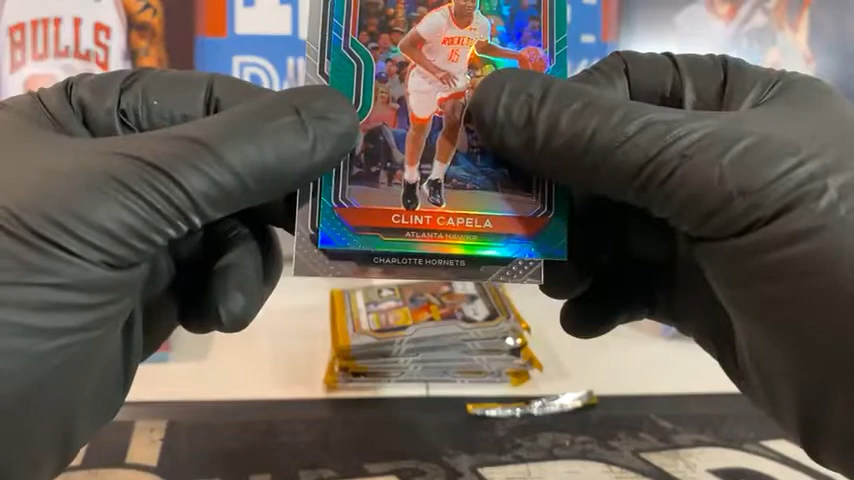 BULLS
ROCKETS
15
CLINT CAPELA
ATLANTA HAWKS
CHARLOTTE HORNETS